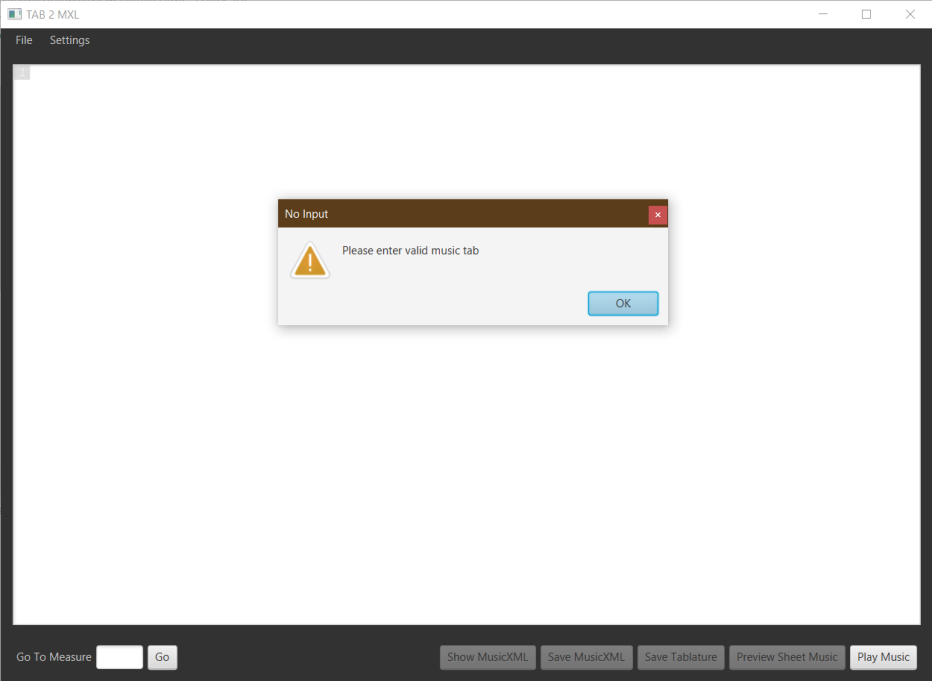 TAB 2 MXL
File Settings
1
No Input
Please enter valid music tab
OK
Go To Measure Go Show MusicXML Save MusicXML Save Tablature Preview Sheet Music Play Music